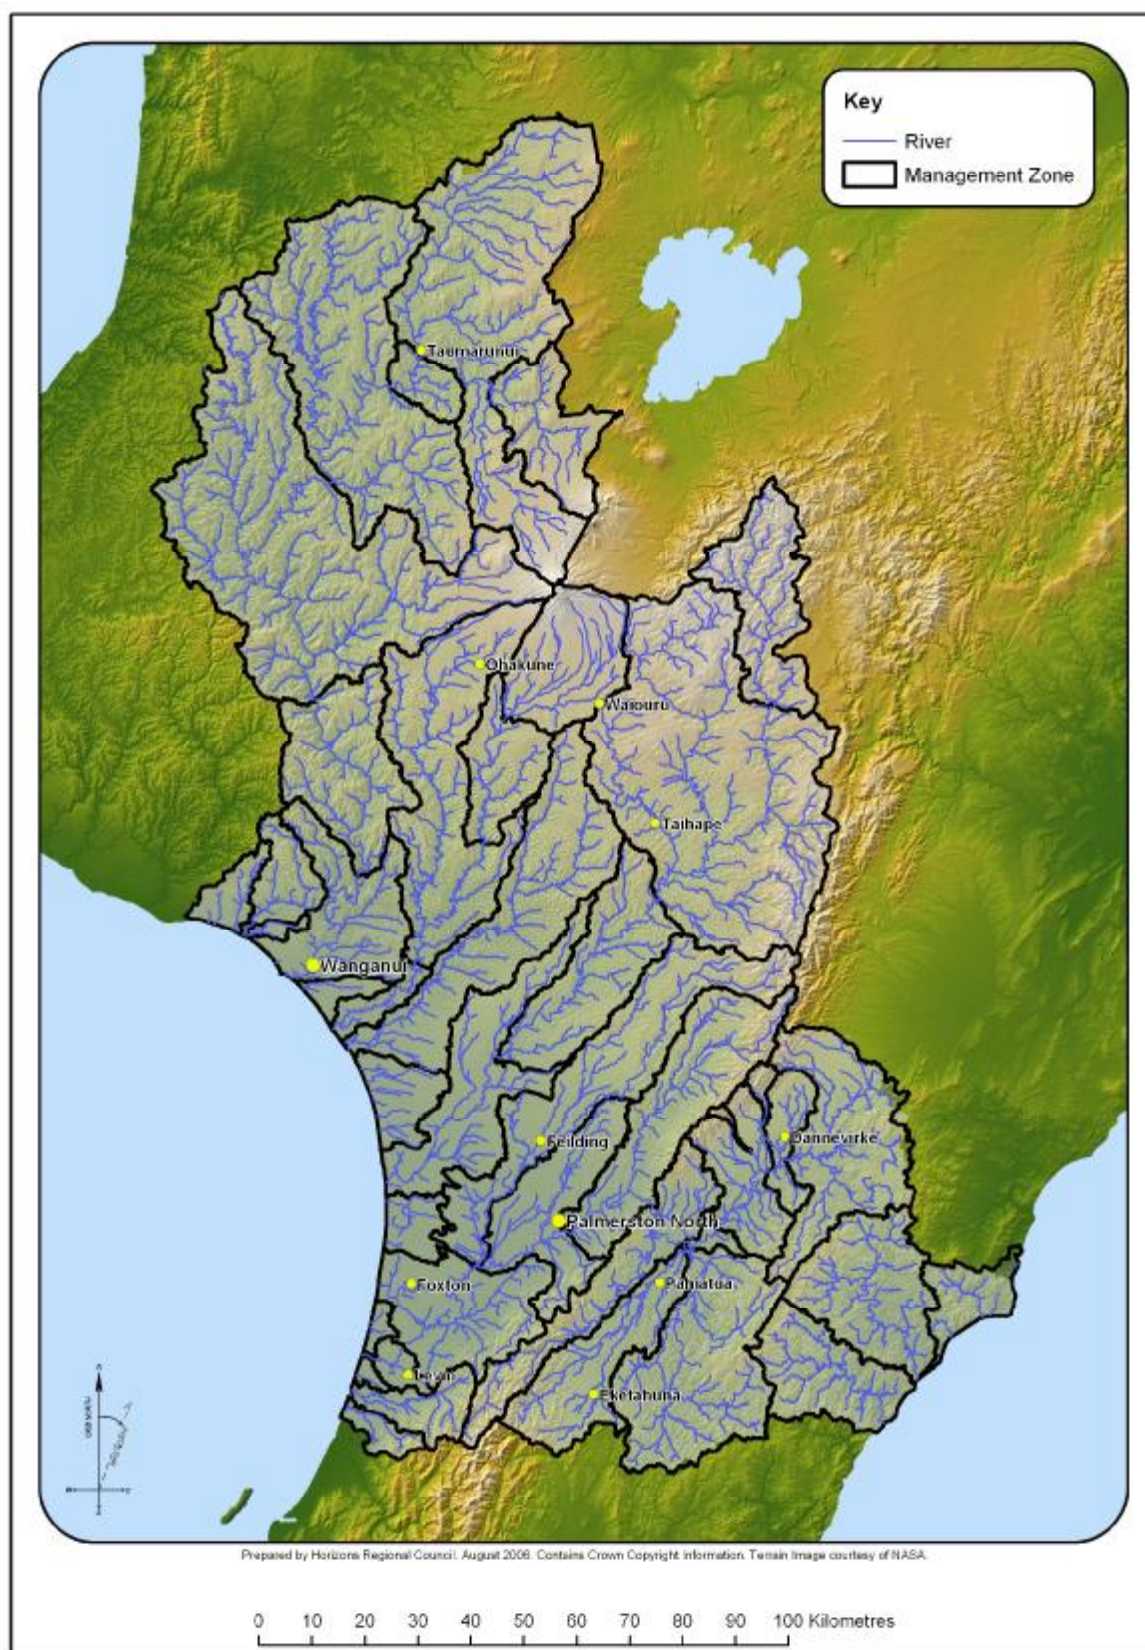 Key
River
Management Zone
Taumarunui
Ohakune
Waiouru
Taihape
Wanganui
Dannevirke
Feilding
Palmerston North
Foxton
Pahiatua
Levin
Eketahuna
Prepared by Horizons Regional Council. August 2006. Contains Crown Copyright Information. Terrain Image courtesy of NASA.
0 10 20 30 40 50 60 70 80 90 100 Kilometres